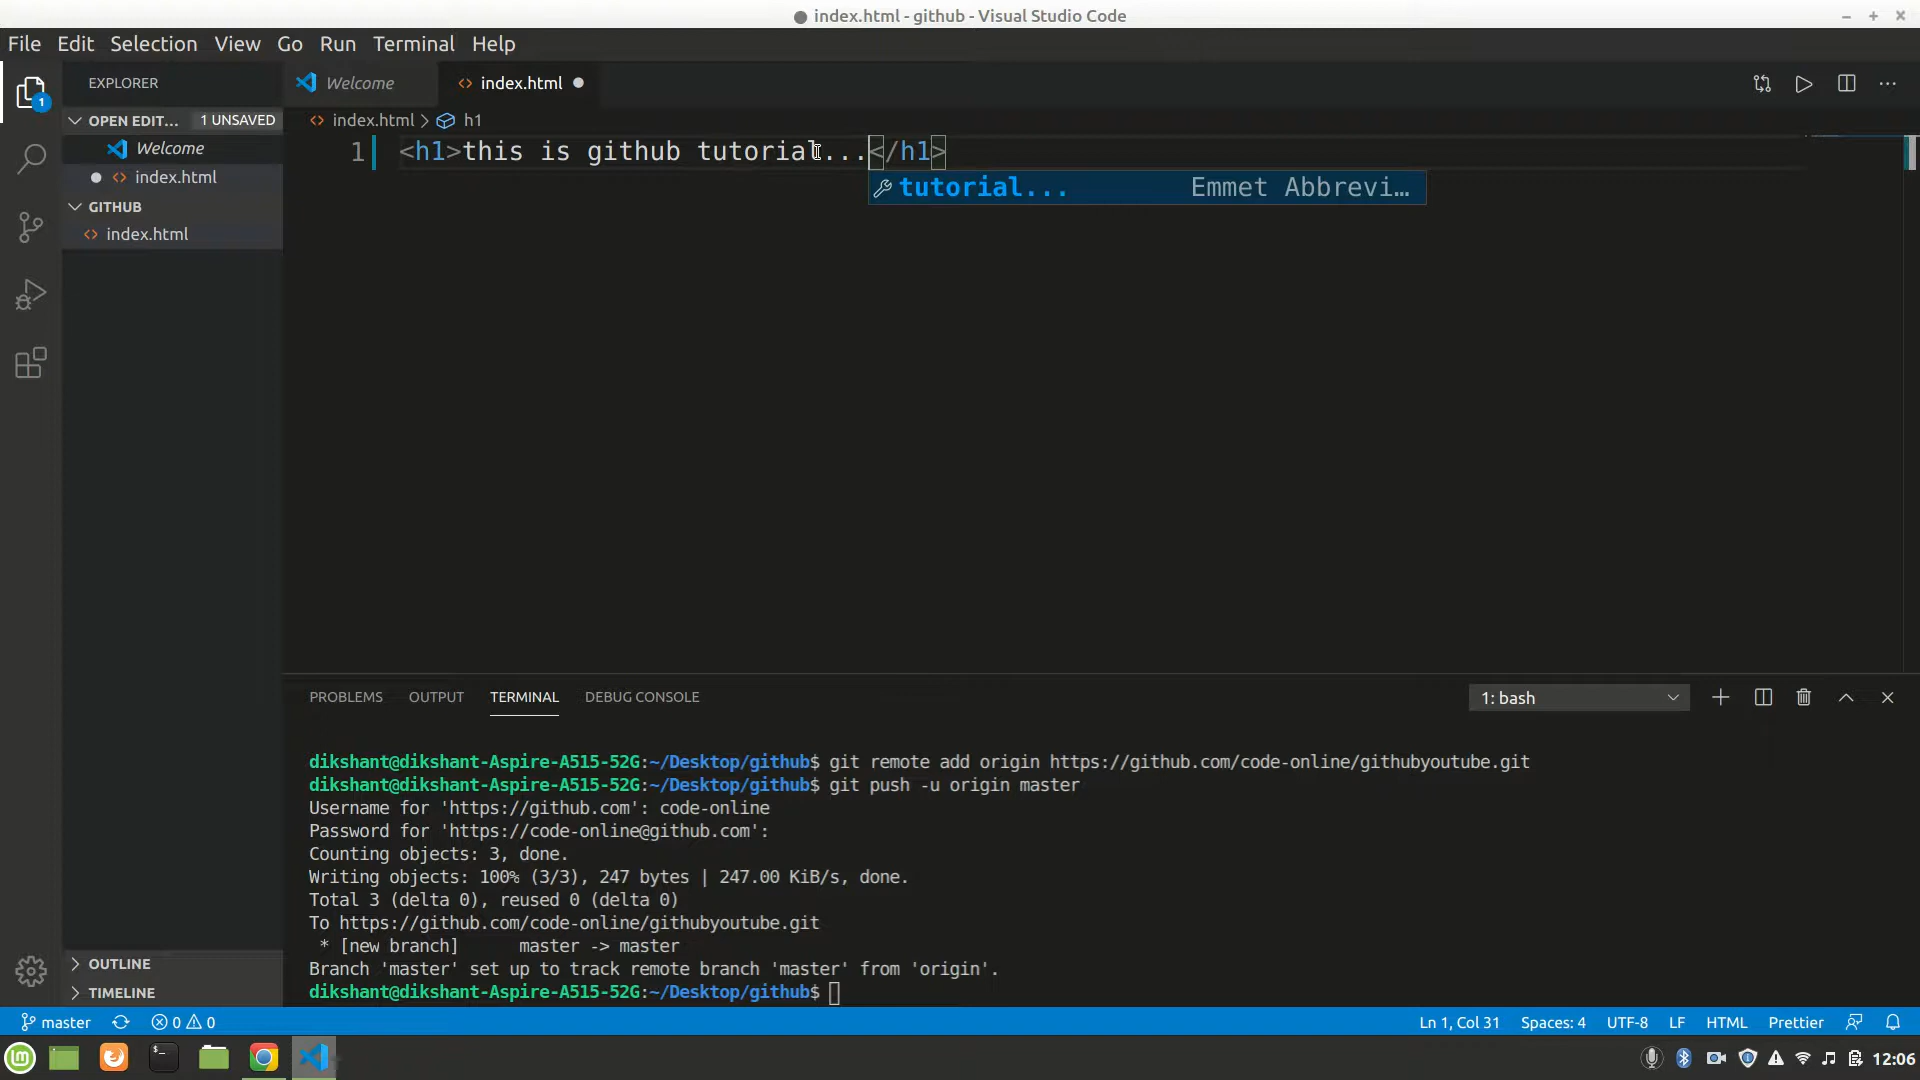 index.html - github - Visual Studio Code
File Edit Selection View Go Run Terminal Help
EXPLORER
Welcome
index.html
OPEN EDIT... 1 UNSAVED
Welcome
index.html
GITHUB
index.html
index.html > h1
1 <h1>this is github tutorial...</h1>
tutorial... Emmet Abbrevi...
PROBLEMS OUTPUT TERMINAL DEBUG CONSOLE
1: bash
dikshant@dikshant-Aspire-A515-52G:~/Desktop/github$ git remote add origin https://github.com/code-online/githubyoutube.git
dikshant@dikshant-Aspire-A515-52G:~/Desktop/github$ git push -u origin master
Username for 'https://github.com': code-online
Password for 'https://code-online@github.com':
Counting objects: 3, done.
Writing objects: 100% (3/3), 247 bytes | 247.00 KiB/s, done.
Total 3 (delta 0), reused 0 (delta 0)
To https://github.com/code-online/githubyoutube.git
 * [new branch]      master -> master
Branch 'master' set up to track remote branch 'master' from 'origin'.
dikshant@dikshant-Aspire-A515-52G:~/Desktop/github$
OUTLINE
TIMELINE
master 0 0 Ln 1, Col 31 Spaces: 4 UTF-8 LF HTML Prettier
12:06